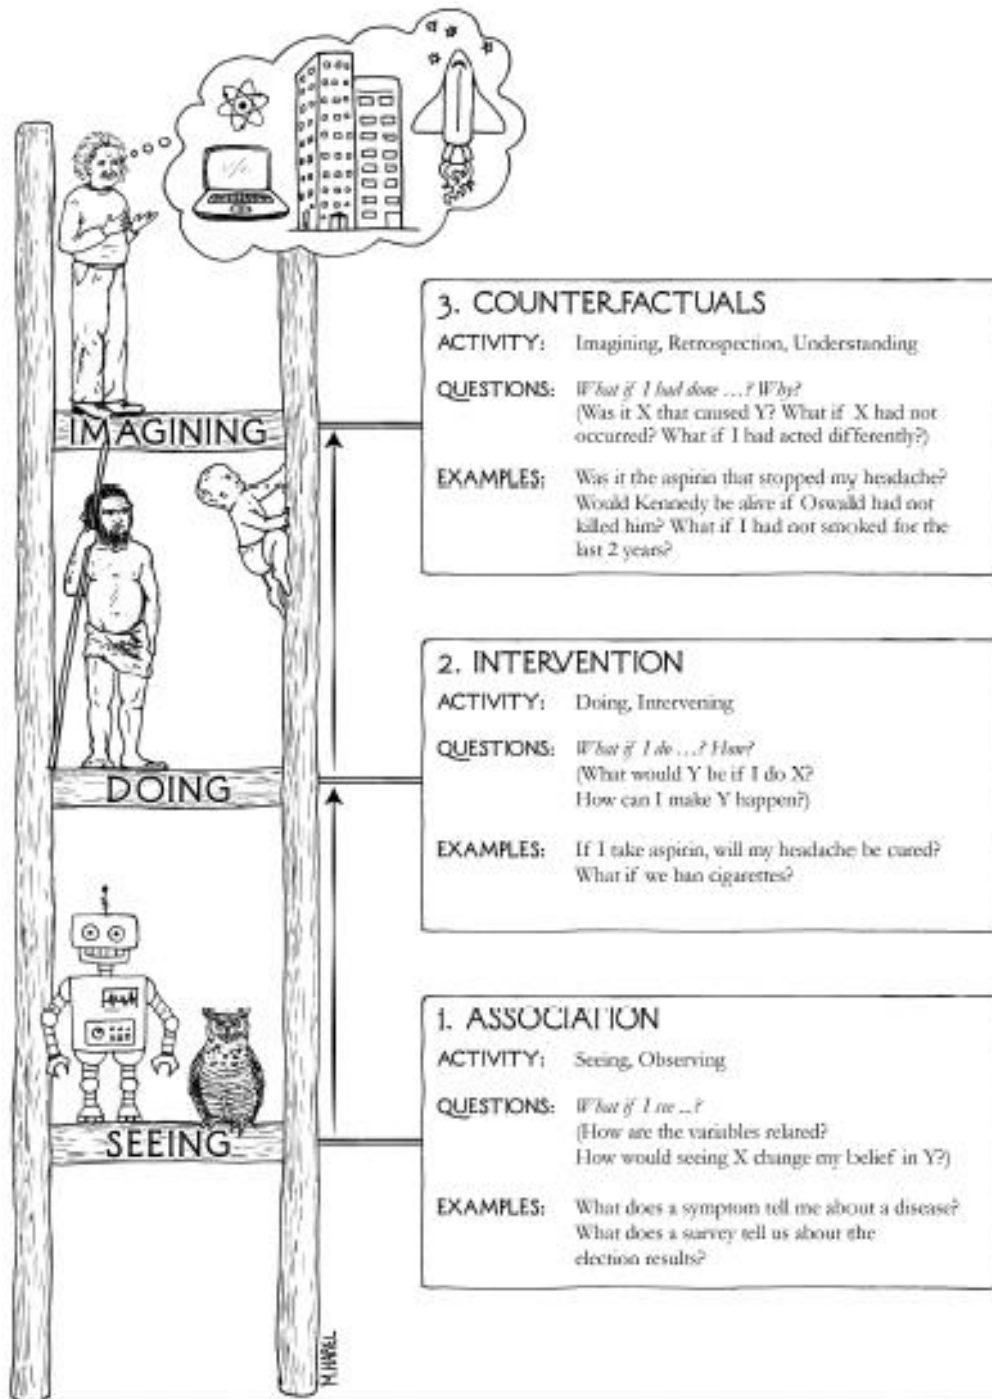 IMAGINING
3. COUNTERFACTUALS
ACTIVITY: Imagining, Retrospection, Understanding
QUESTIONS: What if I had done …? Why?
(Was it X that caused Y? What if X had not
occurred? What if I had acted differently?)
EXAMPLES: Was it the aspirin that stopped my headache?
Would Kennedy be alive if Oswald had not
killed him? What if I had not smoked for the
last 2 years?
DOING
2. INTERVENTION
ACTIVITY: Doing, Intervening
QUESTIONS: What if I do …? How?
(What would Y be if I do X?
How can I make Y happen?)
EXAMPLES: If I take aspirin, will my headache be cured?
What if we ban cigarettes?
SEEING
1. ASSOCIATION
ACTIVITY: Seeing, Observing
QUESTIONS: What if I see …?
(How are the variables related?
How would seeing X change my belief in Y?)
EXAMPLES: What does a symptom tell me about a disease?
What does a survey tell us about the
election results?
M.HAREL